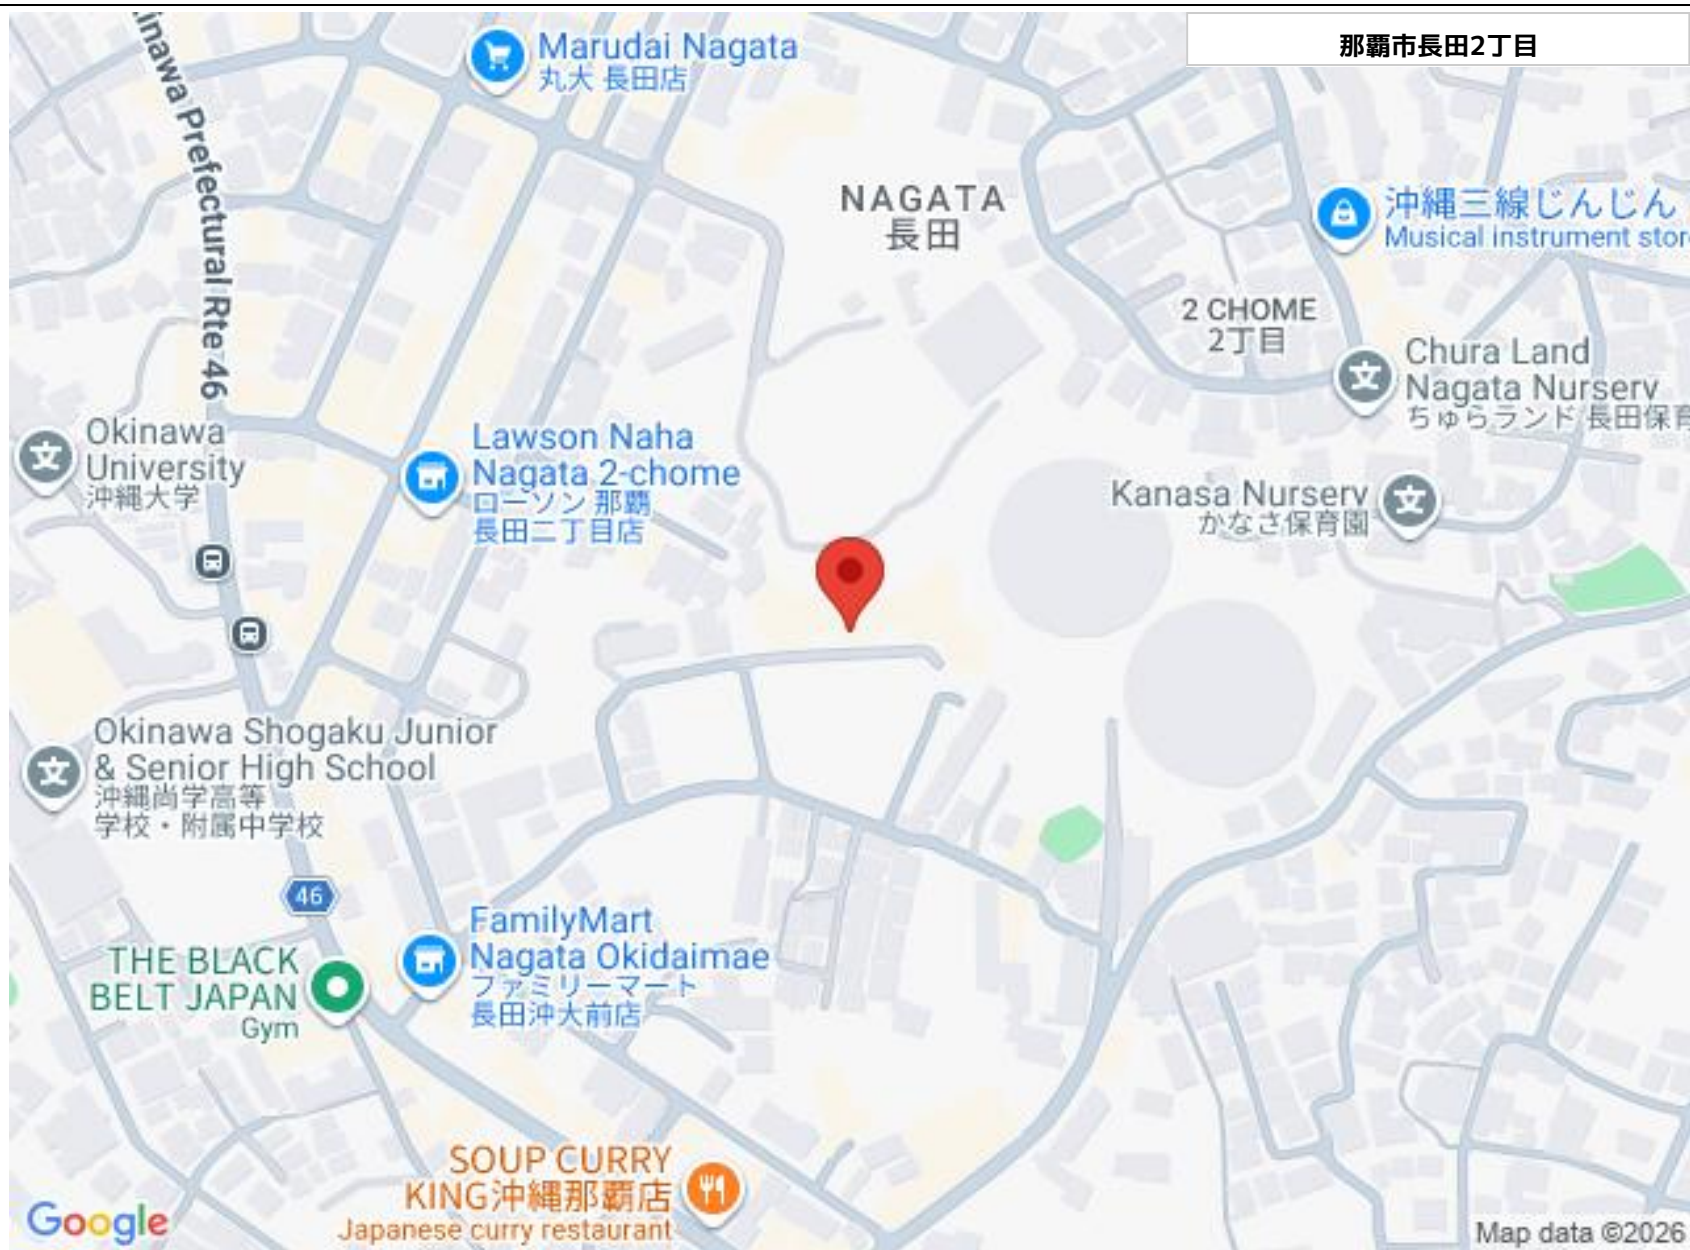 那覇市長田2丁目
Marudai Nagata
丸大 長田店
inawa Prefectural Rte 46
NAGATA
長田
沖縄三線じんじん
Musical instrument stor
2 CHOME
2丁目
Chura Land
Nagata Nurserv
ちゅらランド 長田保育
Okinawa
University
沖縄大学
Lawson Naha
Nagata 2-chome
ローソン 那覇
長田二丁目店
Kanasa Nurserv
かなさ保育園
Okinawa Shogaku Junior
& Senior High School
沖縄尚学高等
学校・附属中学校
46
FamilyMart
Nagata Okidaimae
ファミリーマート
長田沖大前店
THE BLACK
BELT JAPAN
Gym
SOUP CURRY
KING沖縄那覇店
Japanese curry restaurant
Google
Map data ©2026